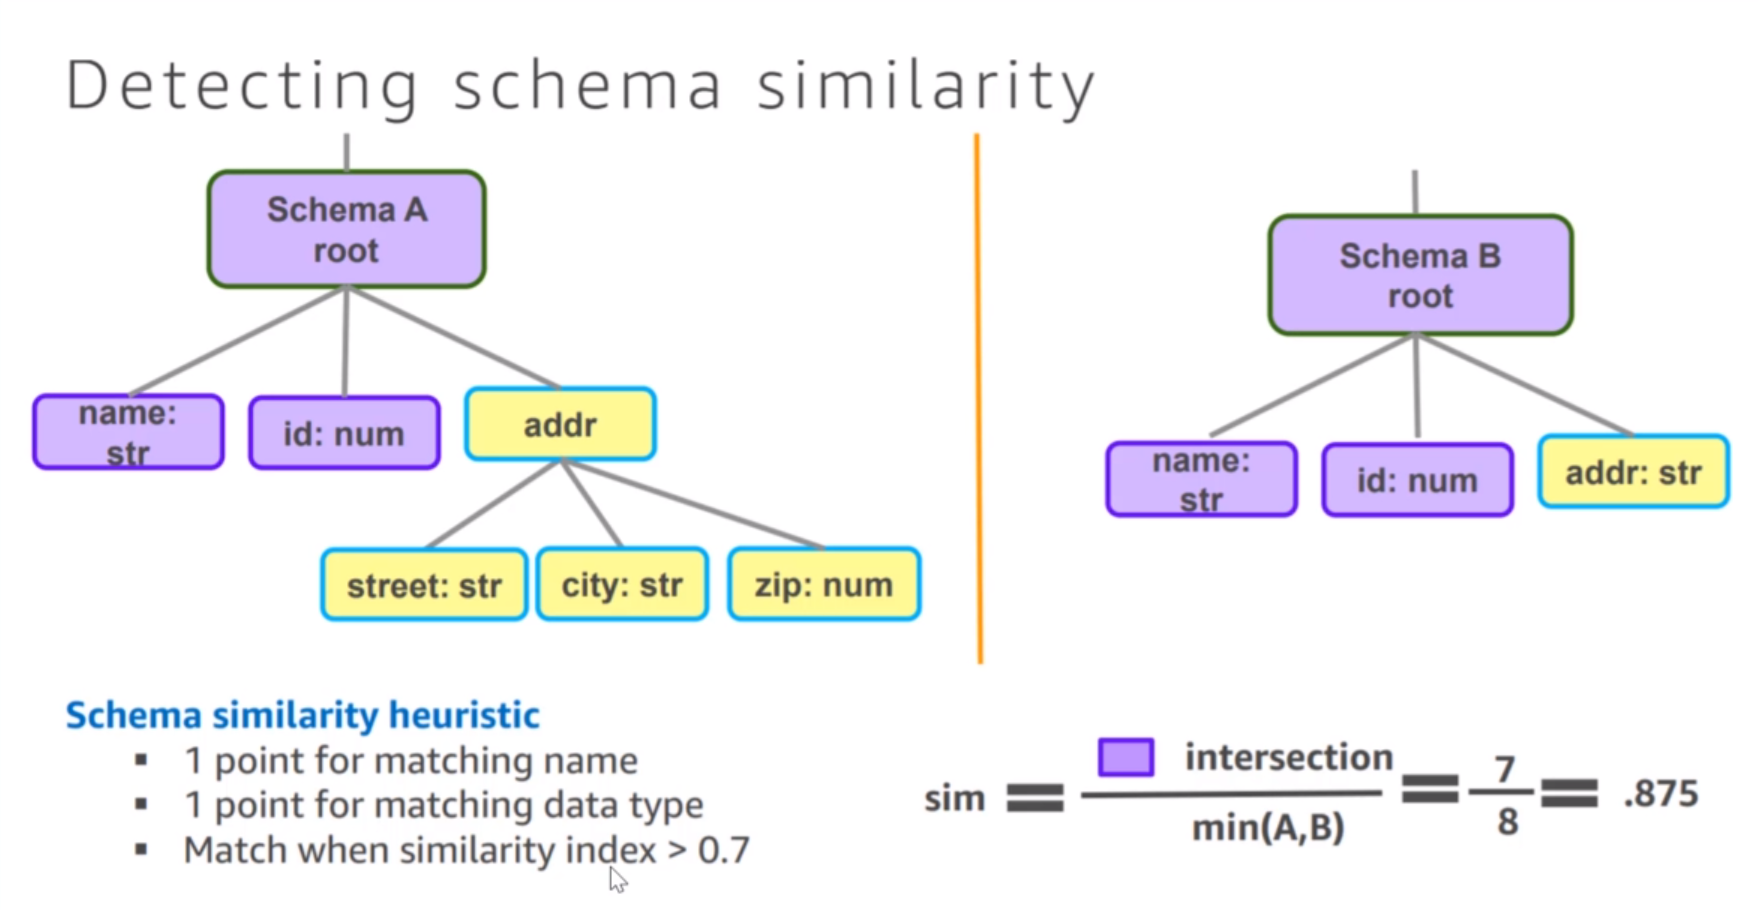 Detecting schema similarity
Schema A
root
name:
str
id: num
addr
street: str
city: str
zip: num
Schema B
root
name:
str
id: num
addr: str
Schema similarity heuristic
▪ 1 point for matching name
▪ 1 point for matching data type
▪ Match when similarity index > 0.7
sim = intersection / min(A,B) = 7 / 8 = .875